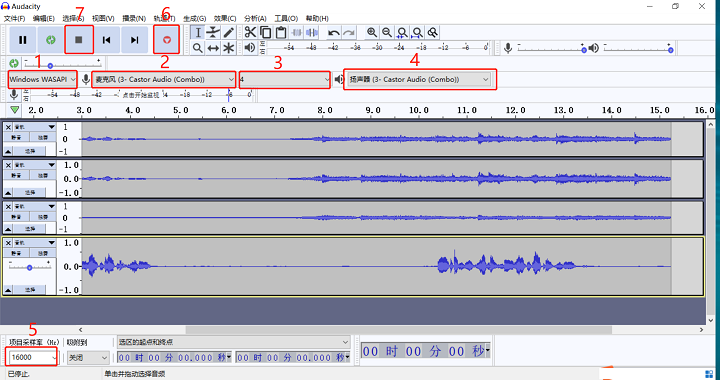 Audacity
文件(F) 编辑(E) 选择(S) 视图(V) 播录(N) 轨道(T) 生成(G) 效果(C) 分析(A) 工具(O) 帮助(H)
7 6
左 右 -54 -48 -42 -36 -30 -24 -18 -12 -6 0
1 2 3 4
Windows WASAPI 麦克风 (3- Castor Audio (Combo)) 4 扬声器 (3- Castor Audio (Combo))
-54 -48 -42 点击开始监视 -18 -12 -6 0
2.0 3.0 4.0 5.0 6.0 7.0 8.0 9.0 10.0 11.0 12.0 13.0 14.0 15.0 16.0
音轨 1
静音 独奏 0
选择 -1
音轨 1.0
静音 独奏 0.0
选择 -1.0
音轨 1
静音 独奏 0
选择 -1
音轨 1.0
静音 独奏
- + 0.0
选择 -1.0
5
项目采样率 (Hz) 吸附到 选区的起点和终点
16000 关闭 00 时 00 分 00.000 秒 00 时 00 分 00.000 秒 00 时 00 分 00 秒
已停止. 单击并拖动选择音频